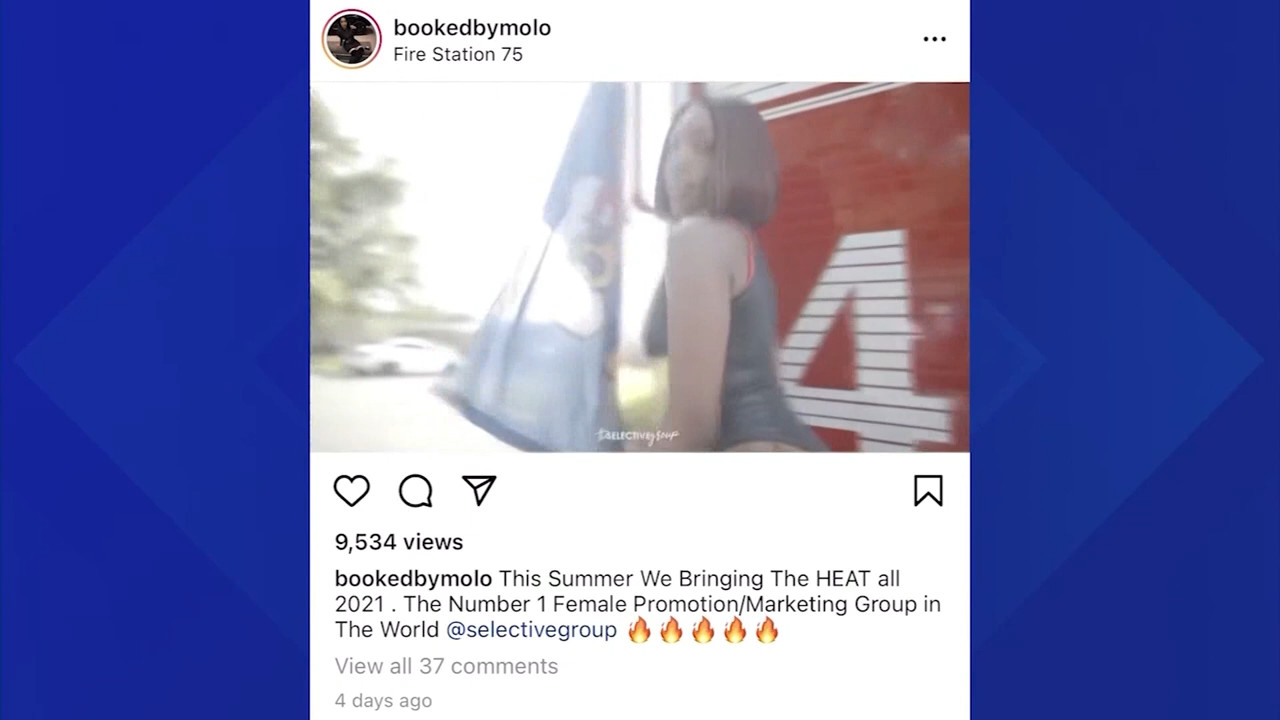 bookedbymolo
Fire Station 75
4
theSELECTIVEgroup
9,534 views
bookedbymolo This Summer We Bringing The HEAT all
2021 . The Number 1 Female Promotion/Marketing Group in
The World @selectivegroup 🔥🔥🔥🔥🔥
View all 37 comments
4 days ago